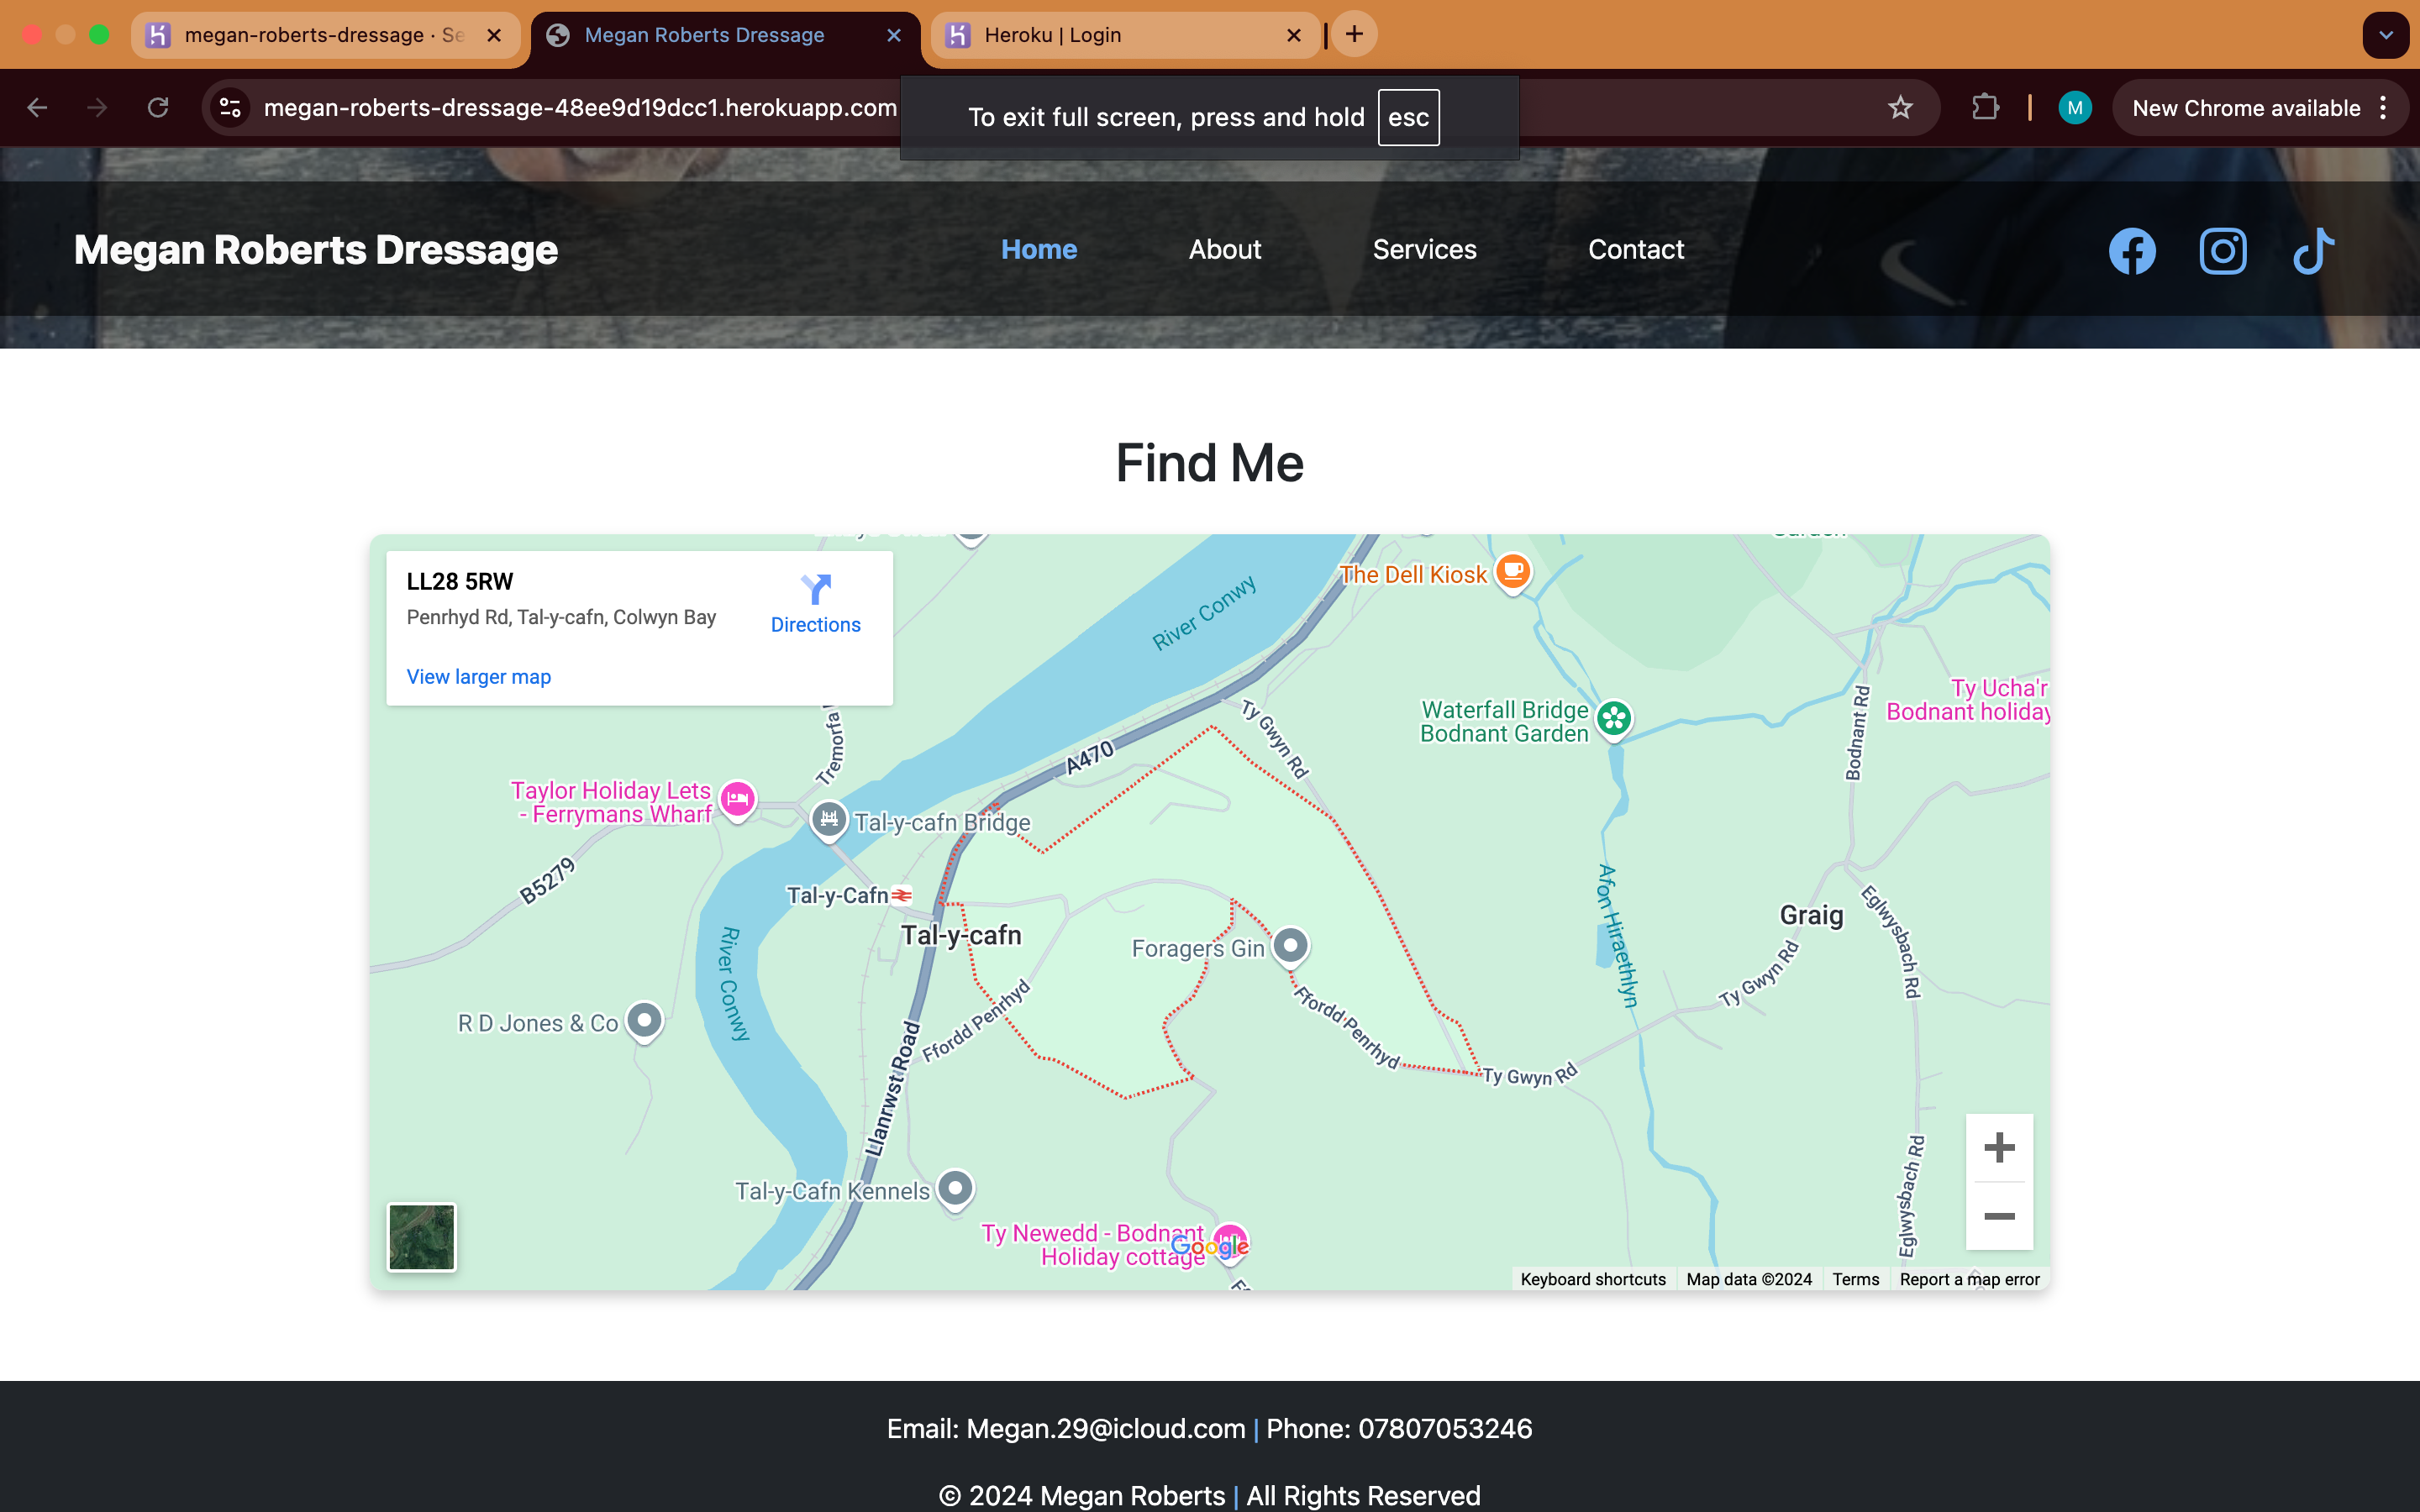 megan-roberts-dressage · Se
Megan Roberts Dressage
Heroku | Login
megan-roberts-dressage-48ee9d19dcc1.herokuapp.com
To exit full screen, press and hold esc
M
New Chrome available
Megan Roberts Dressage
Home
About
Services
Contact
Find Me
LL28 5RW
Penrhyd Rd, Tal-y-cafn, Colwyn Bay
Directions
View larger map
River Conwy
The Dell Kiosk
Garden
Waterfall Bridge
Bodnant Garden
Ty Ucha'r
Bodnant holiday
Bodnant Rd
Ty Gwyn Rd
A470
Tremorfa
Taylor Holiday Lets
- Ferrymans Wharf
Tal-y-cafn Bridge
B5279
Tal-y-Cafn
Tal-y-cafn
Foragers Gin
Afon Hiraethlyn
Graig
Eglwysbach Rd
River Conwy
R D Jones & Co
Ffordd Penrhyd
Ffordd Penrhyd
Ty Gwyn Rd
Ty Gwyn Rd
Llanrwst Road
Tal-y-Cafn Kennels
Eglwysbach Rd
Ty Newedd - Bodnant
Holiday cottage
Google
Keyboard shortcuts
Map data ©2024
Terms
Report a map error
Email: Megan.29@icloud.com | Phone: 07807053246
© 2024 Megan Roberts | All Rights Reserved